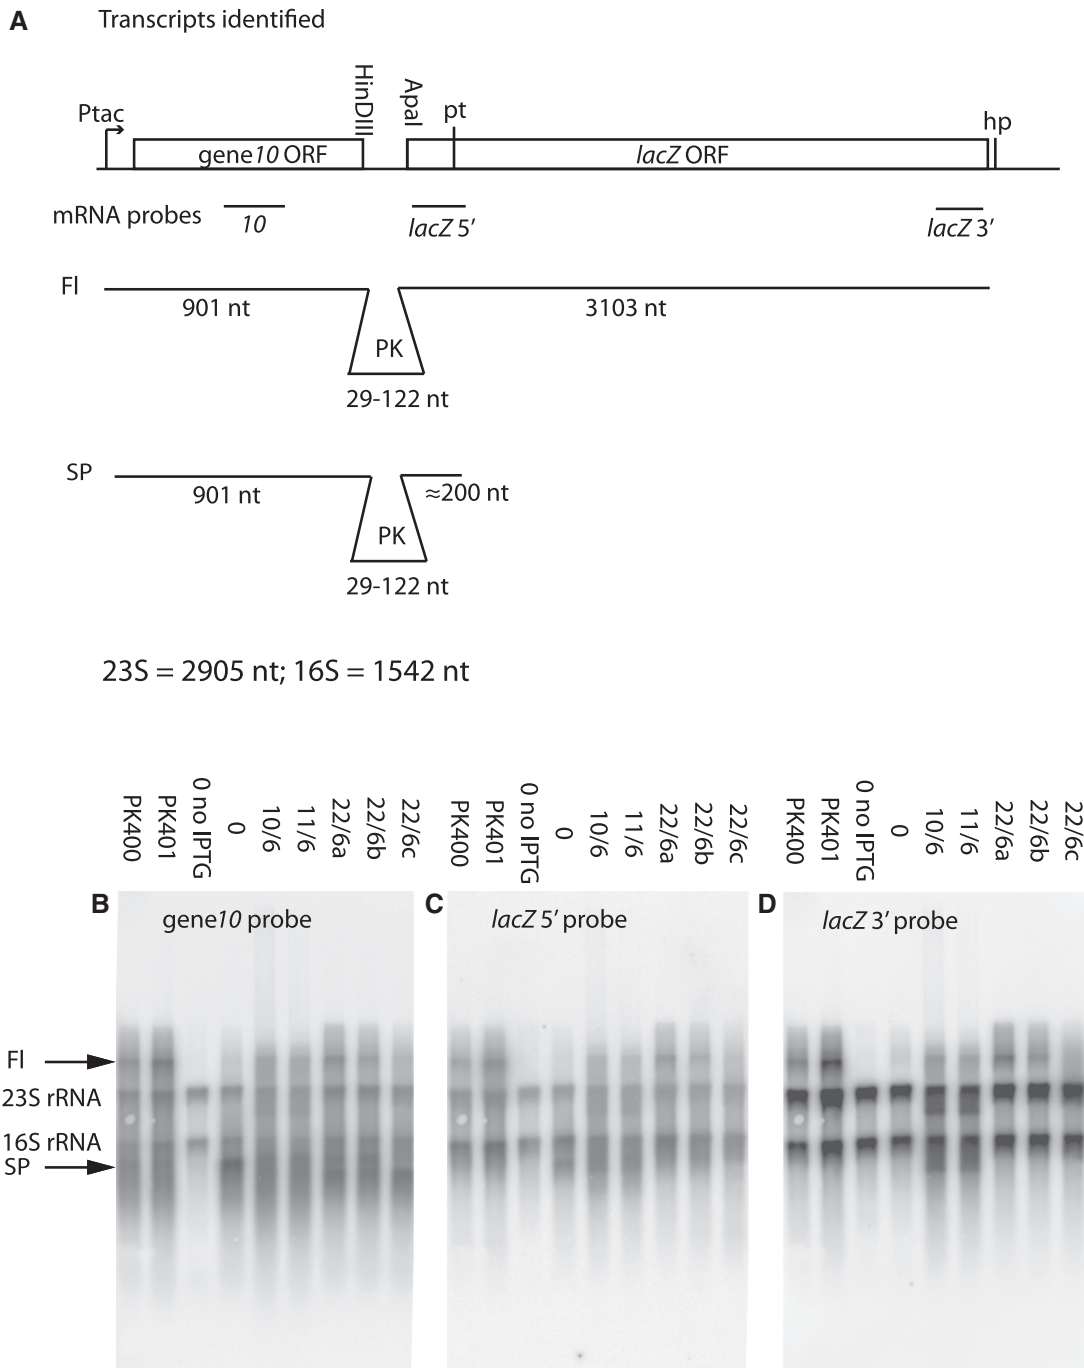 A Transcripts identified
HinDIII
ApaI
Ptac
pt
hp
gene10 ORF
lacZ ORF
mRNA probes
10
lacZ 5′
lacZ 3′
Fl
901 nt
3103 nt
PK
29-122 nt
SP
901 nt
≈200 nt
PK
29-122 nt
23S = 2905 nt; 16S = 1542 nt
PK400
PK401
0 no IPTG
0
10/6
11/6
22/6a
22/6b
22/6c
PK400
PK401
0 no IPTG
0
10/6
11/6
22/6a
22/6b
22/6c
PK400
PK401
0 no IPTG
0
10/6
11/6
22/6a
22/6b
22/6c
B gene10 probe
C lacZ 5′ probe
D lacZ 3′ probe
Fl
23S rRNA
16S rRNA
SP